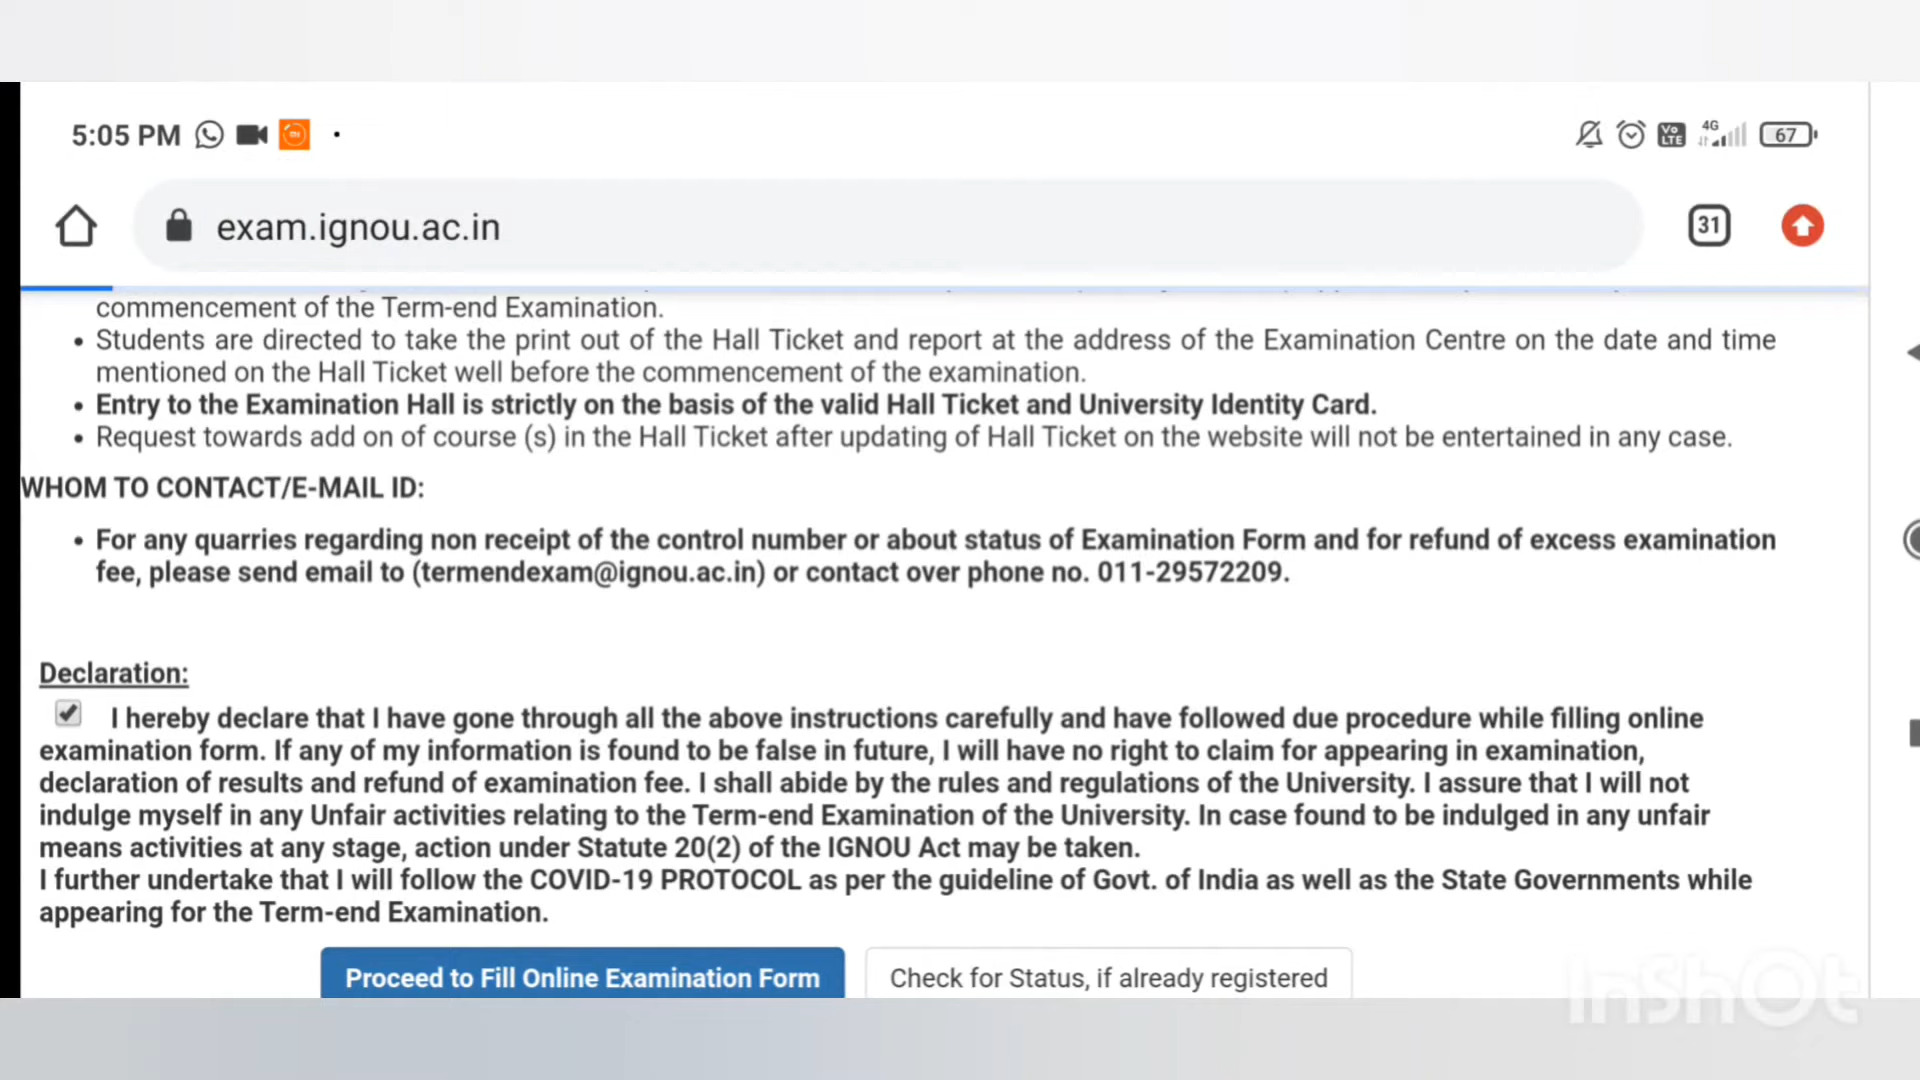 5:05 PM
4G
Vo LTE
67
exam.ignou.ac.in
31
commencement of the Term-end Examination.
• Students are directed to take the print out of the Hall Ticket and report at the address of the Examination Centre on the date and time
mentioned on the Hall Ticket well before the commencement of the examination.
• Entry to the Examination Hall is strictly on the basis of the valid Hall Ticket and University Identity Card.
• Request towards add on of course (s) in the Hall Ticket after updating of Hall Ticket on the website will not be entertained in any case.
WHOM TO CONTACT/E-MAIL ID:
• For any quarries regarding non receipt of the control number or about status of Examination Form and for refund of excess examination
fee, please send email to (termendexam@ignou.ac.in) or contact over phone no. 011-29572209.
Declaration:
I hereby declare that I have gone through all the above instructions carefully and have followed due procedure while filling online
examination form. If any of my information is found to be false in future, I will have no right to claim for appearing in examination,
declaration of results and refund of examination fee. I shall abide by the rules and regulations of the University. I assure that I will not
indulge myself in any Unfair activities relating to the Term-end Examination of the University. In case found to be indulged in any unfair
means activities at any stage, action under Statute 20(2) of the IGNOU Act may be taken.
I further undertake that I will follow the COVID-19 PROTOCOL as per the guideline of Govt. of India as well as the State Governments while
appearing for the Term-end Examination.
Proceed to Fill Online Examination Form
Check for Status, if already registered
InShOt